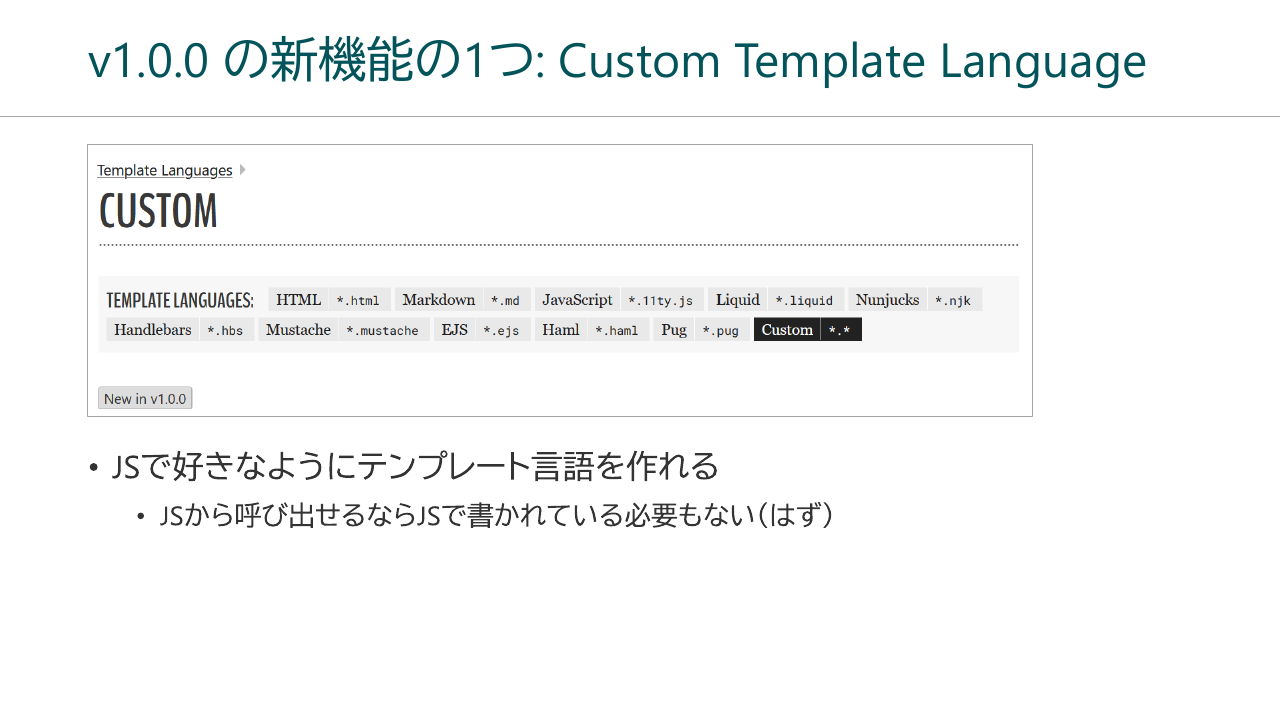 v1.0.0 の新機能の1つ: Custom Template Language
Template Languages
CUSTOM
TEMPLATE LANGUAGES: HTML *.html Markdown *.md JavaScript *.11ty.js Liquid *.liquid Nunjucks *.njk
Handlebars *.hbs Mustache *.mustache EJS *.ejs Haml *.haml Pug *.pug Custom *.*
New in v1.0.0
• JSで好きなようにテンプレート言語を作れる
• JSから呼び出せるならJSで書かれている必要もない（はず）